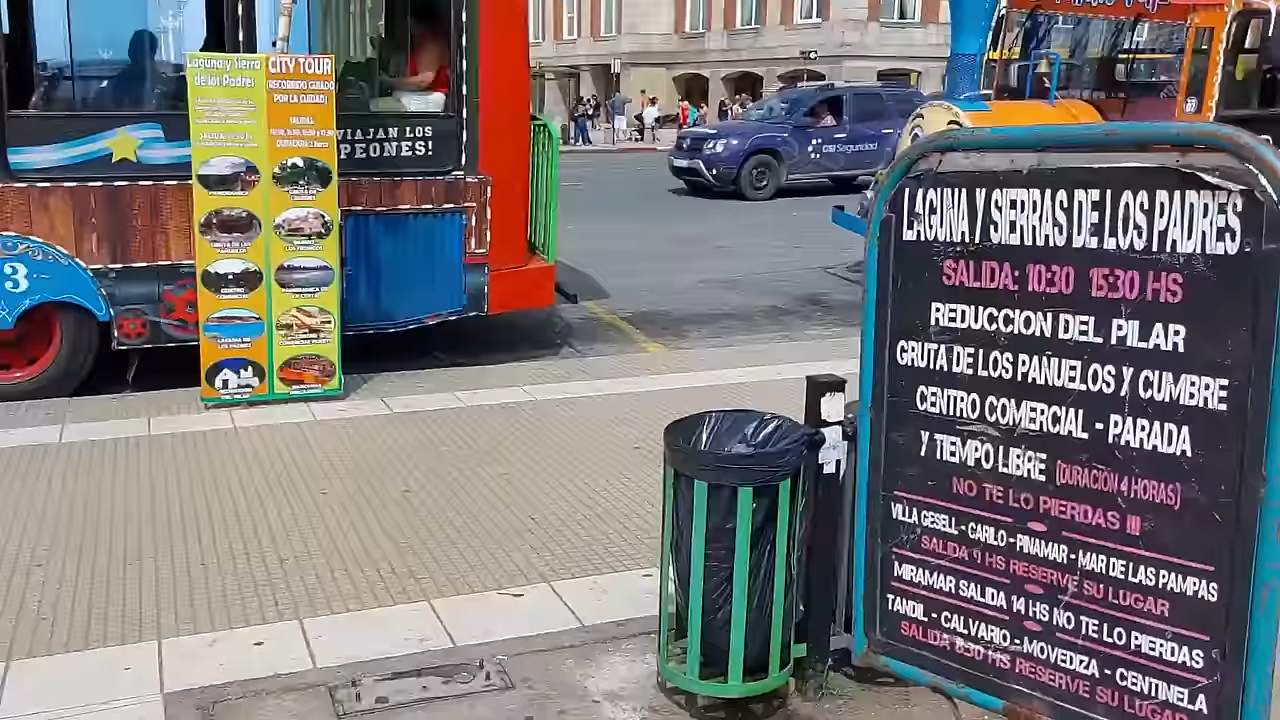 Laguna y Sierra
de los Padres
CITY TOUR
(RECORRIDO GUIADO
POR LA CIUDAD)
SALIDAS
VIAJAN LOS
PEONES!
3
CSI Seguridad
LAGUNA Y SIERRAS DE LOS PADRES
SALIDA: 10:30 15:30 HS
REDUCCION DEL PILAR
GRUTA DE LOS PAÑUELOS Y CUMBRE
CENTRO COMERCIAL - PARADA
Y TIEMPO LIBRE (DURACIÓN 4 HORAS)
NO TE LO PIERDAS !!!
VILLA GESELL - CARILO - PINAMAR - MAR DE LAS PAMPAS
SALIDA 9 HS RESERVE SU LUGAR
MIRAMAR SALIDA 14 HS NO TE LO PIERDAS
TANDIL - CALVARIO - MOVEDIZA - CENTINELA
SALIDA 8:30 HS RESERVE SU LUGAR